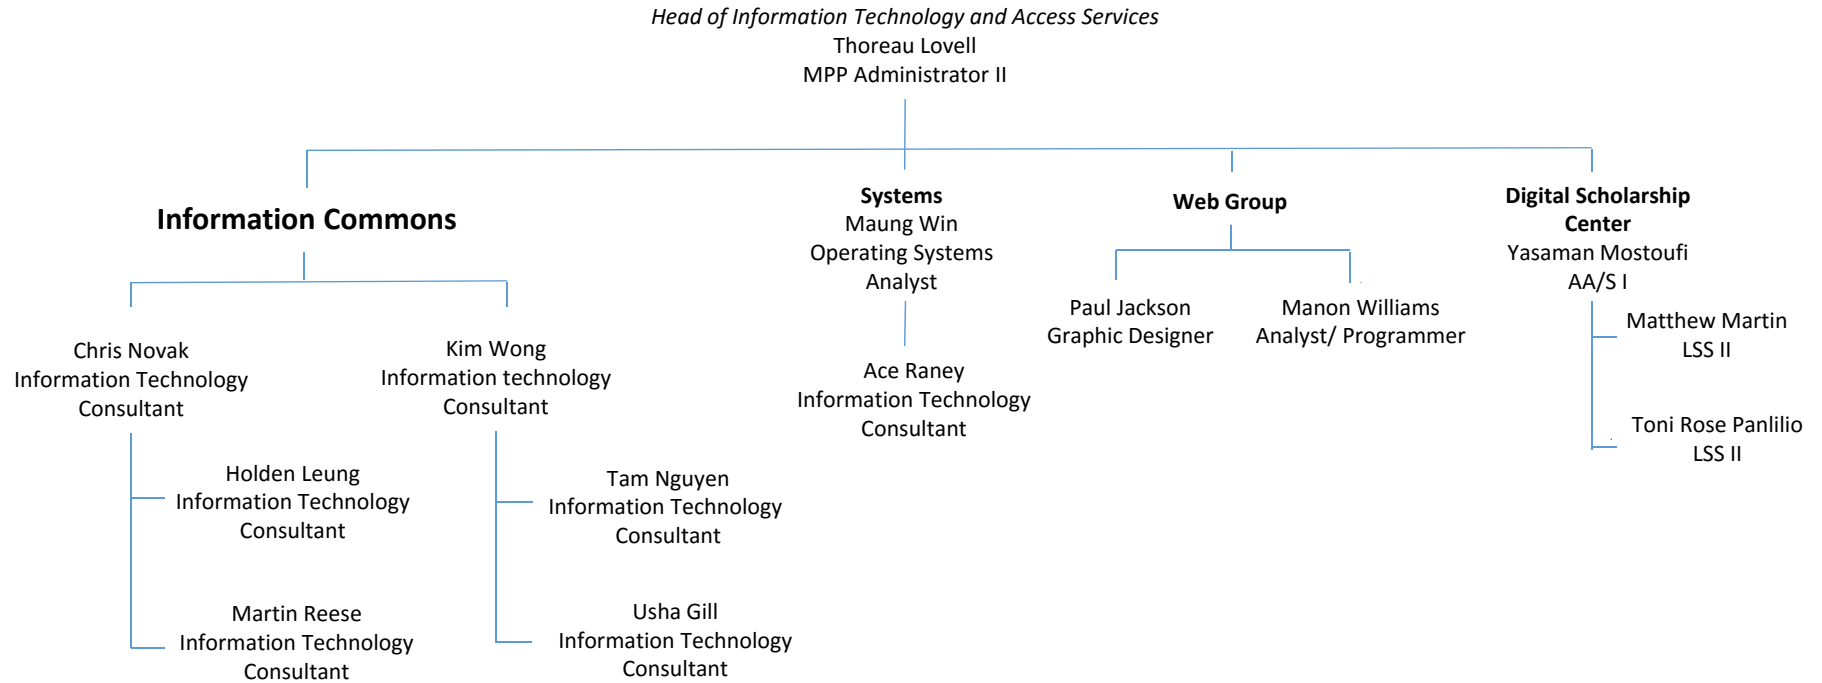 Head of Information Technology and Access Services
Thoreau Lovell
MPP Administrator II
Information Commons
Systems
Maung Win
Operating Systems
Analyst
Web Group
Digital Scholarship
Center
Yasaman Mostoufi
AA/S I
Chris Novak
Information Technology
Consultant
Kim Wong
Information technology
Consultant
Ace Raney
Information Technology
Consultant
Paul Jackson
Graphic Designer
Manon Williams
Analyst/ Programmer
Matthew Martin
LSS II
Toni Rose Panlilio
LSS II
Holden Leung
Information Technology
Consultant
Martin Reese
Information Technology
Consultant
Tam Nguyen
Information Technology
Consultant
Usha Gill
Information Technology
Consultant